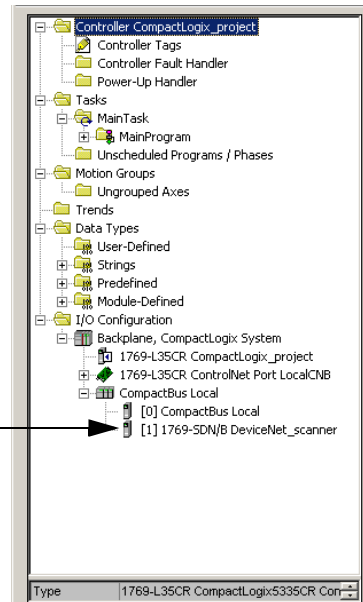 Controller CompactLogix_project
Controller Tags
Controller Fault Handler
Power-Up Handler
Tasks
MainTask
MainProgram
Unscheduled Programs / Phases
Motion Groups
Ungrouped Axes
Trends
Data Types
User-Defined
Strings
Predefined
Module-Defined
I/O Configuration
Backplane, CompactLogix System
1769-L35CR CompactLogix_project
1769-L35CR ControlNet Port LocalCNB
CompactBus Local
[0] CompactBus Local
[1] 1769-SDN/B DeviceNet_scanner
Type 1769-L35CR CompactLogix5335CR Con